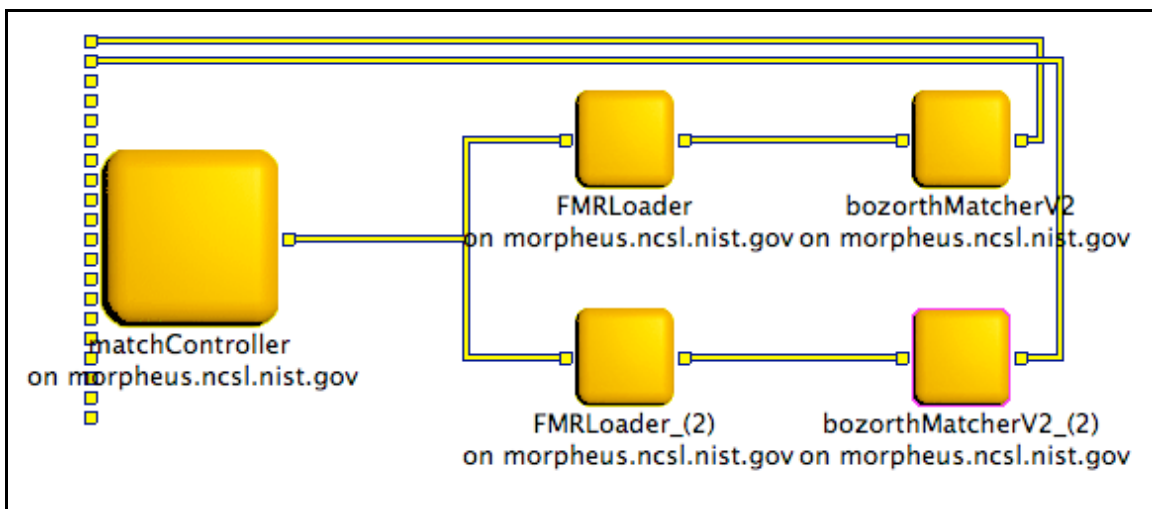 FMRLoader
on morpheus.ncsl.nist.gov
bozorthMatcherV2
on morpheus.ncsl.nist.gov
matchController
on morpheus.ncsl.nist.gov
FMRLoader_(2)
on morpheus.ncsl.nist.gov
bozorthMatcherV2_(2)
on morpheus.ncsl.nist.gov